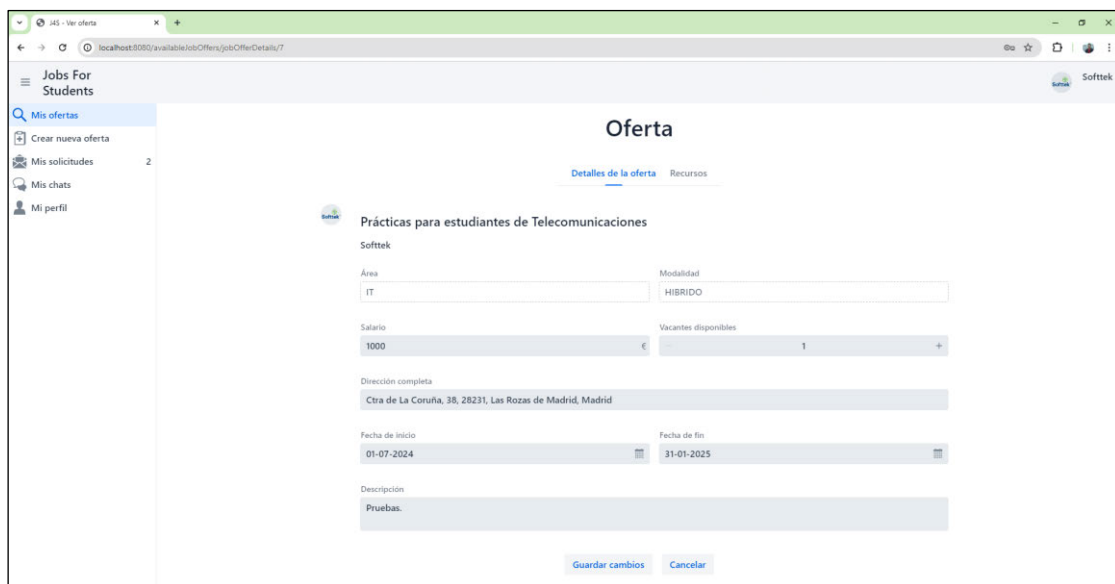 J4S - Ver oferta
localhost:8080/availableJobOffers/jobOfferDetails/7
Jobs For
Students
Softtek
Softtek
Mis ofertas
Crear nueva oferta
Mis solicitudes 2
Mis chats
Mi perfil
Oferta
Detalles de la oferta Recursos
Softtek
Prácticas para estudiantes de Telecomunicaciones
Softtek
Área Modalidad
IT HIBRIDO
Salario Vacantes disponibles
1000 € - 1 +
Dirección completa
Ctra de La Coruña, 38, 28231, Las Rozas de Madrid, Madrid
Fecha de inicio Fecha de fin
01-07-2024 31-01-2025
Descripción
Pruebas.
Guardar cambios Cancelar